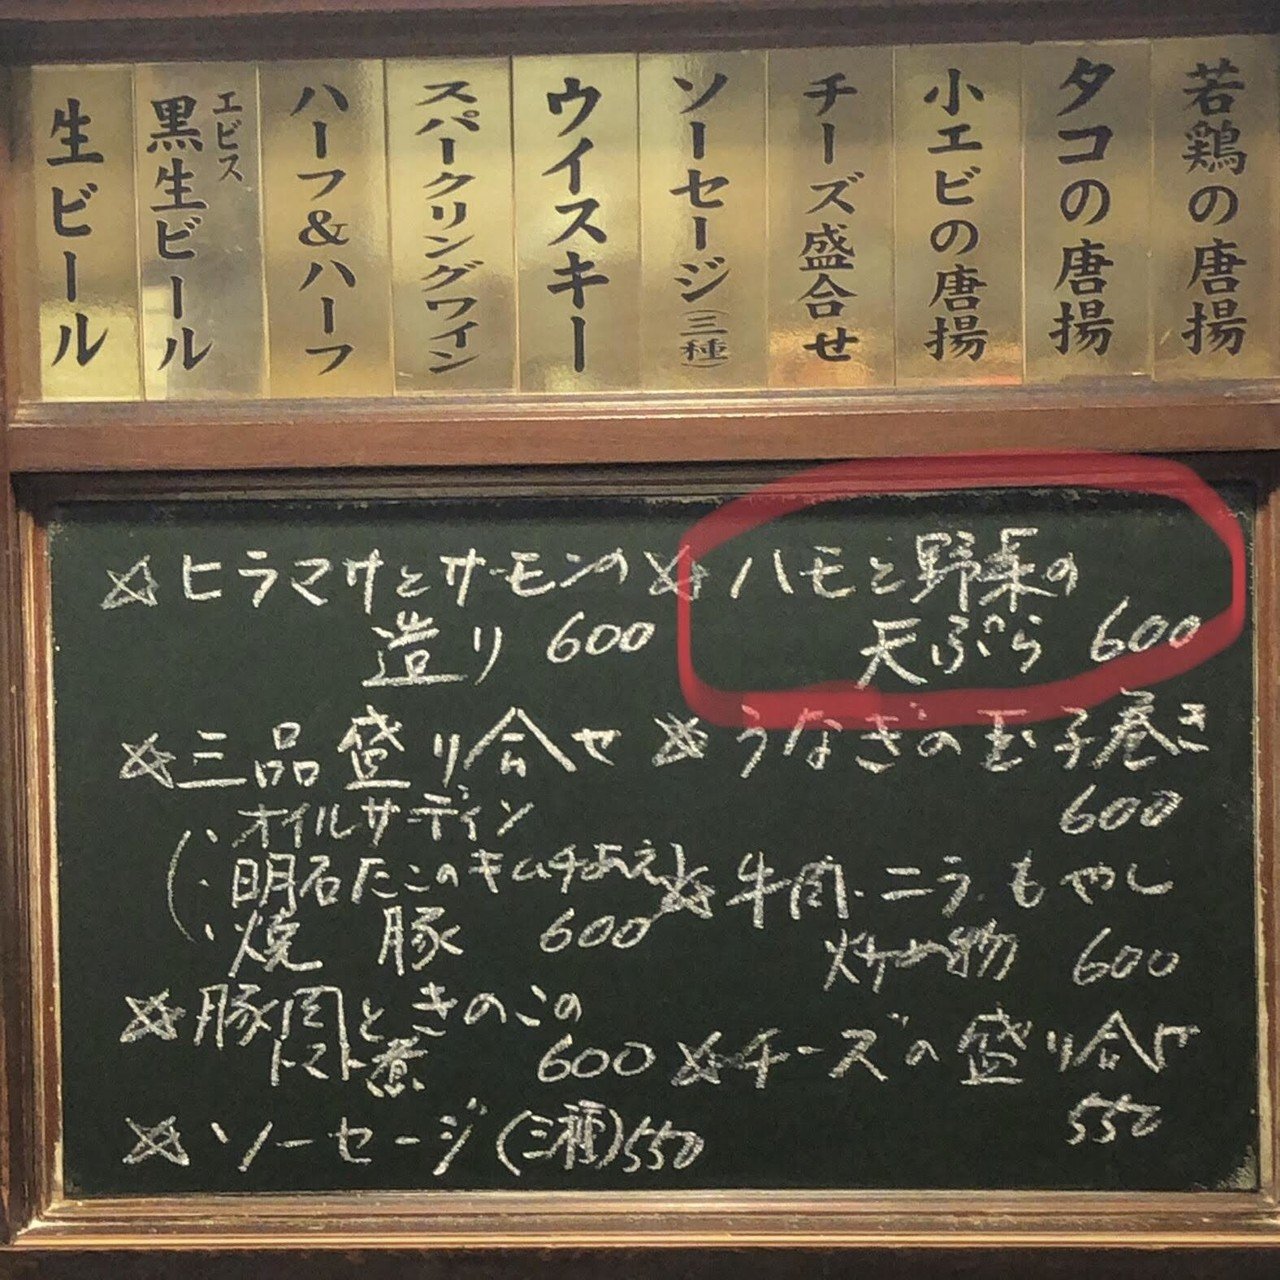 若鶏の唐揚
タコの唐揚
小エビの唐揚
チーズ盛合せ
ソーセージ(三種)
ウイスキー
スパークリングワイン
ハーフ&ハーフ
エビス
黒生ビール
生ビール
☆ヒラマサとサーモンの
造り 600
☆三品盛り合せ
・オイルサーディン
・明石だこのキムチあえ
・焼豚 600
☆豚肉ときのこの
トマト煮 600
☆ソーセージ(三種)550
☆ハモと野菜の
天ぷら 600
☆うなぎの玉子巻き
600
☆牛肉・ニラ・もやし
炒め物 600
☆チーズの盛り合せ
550